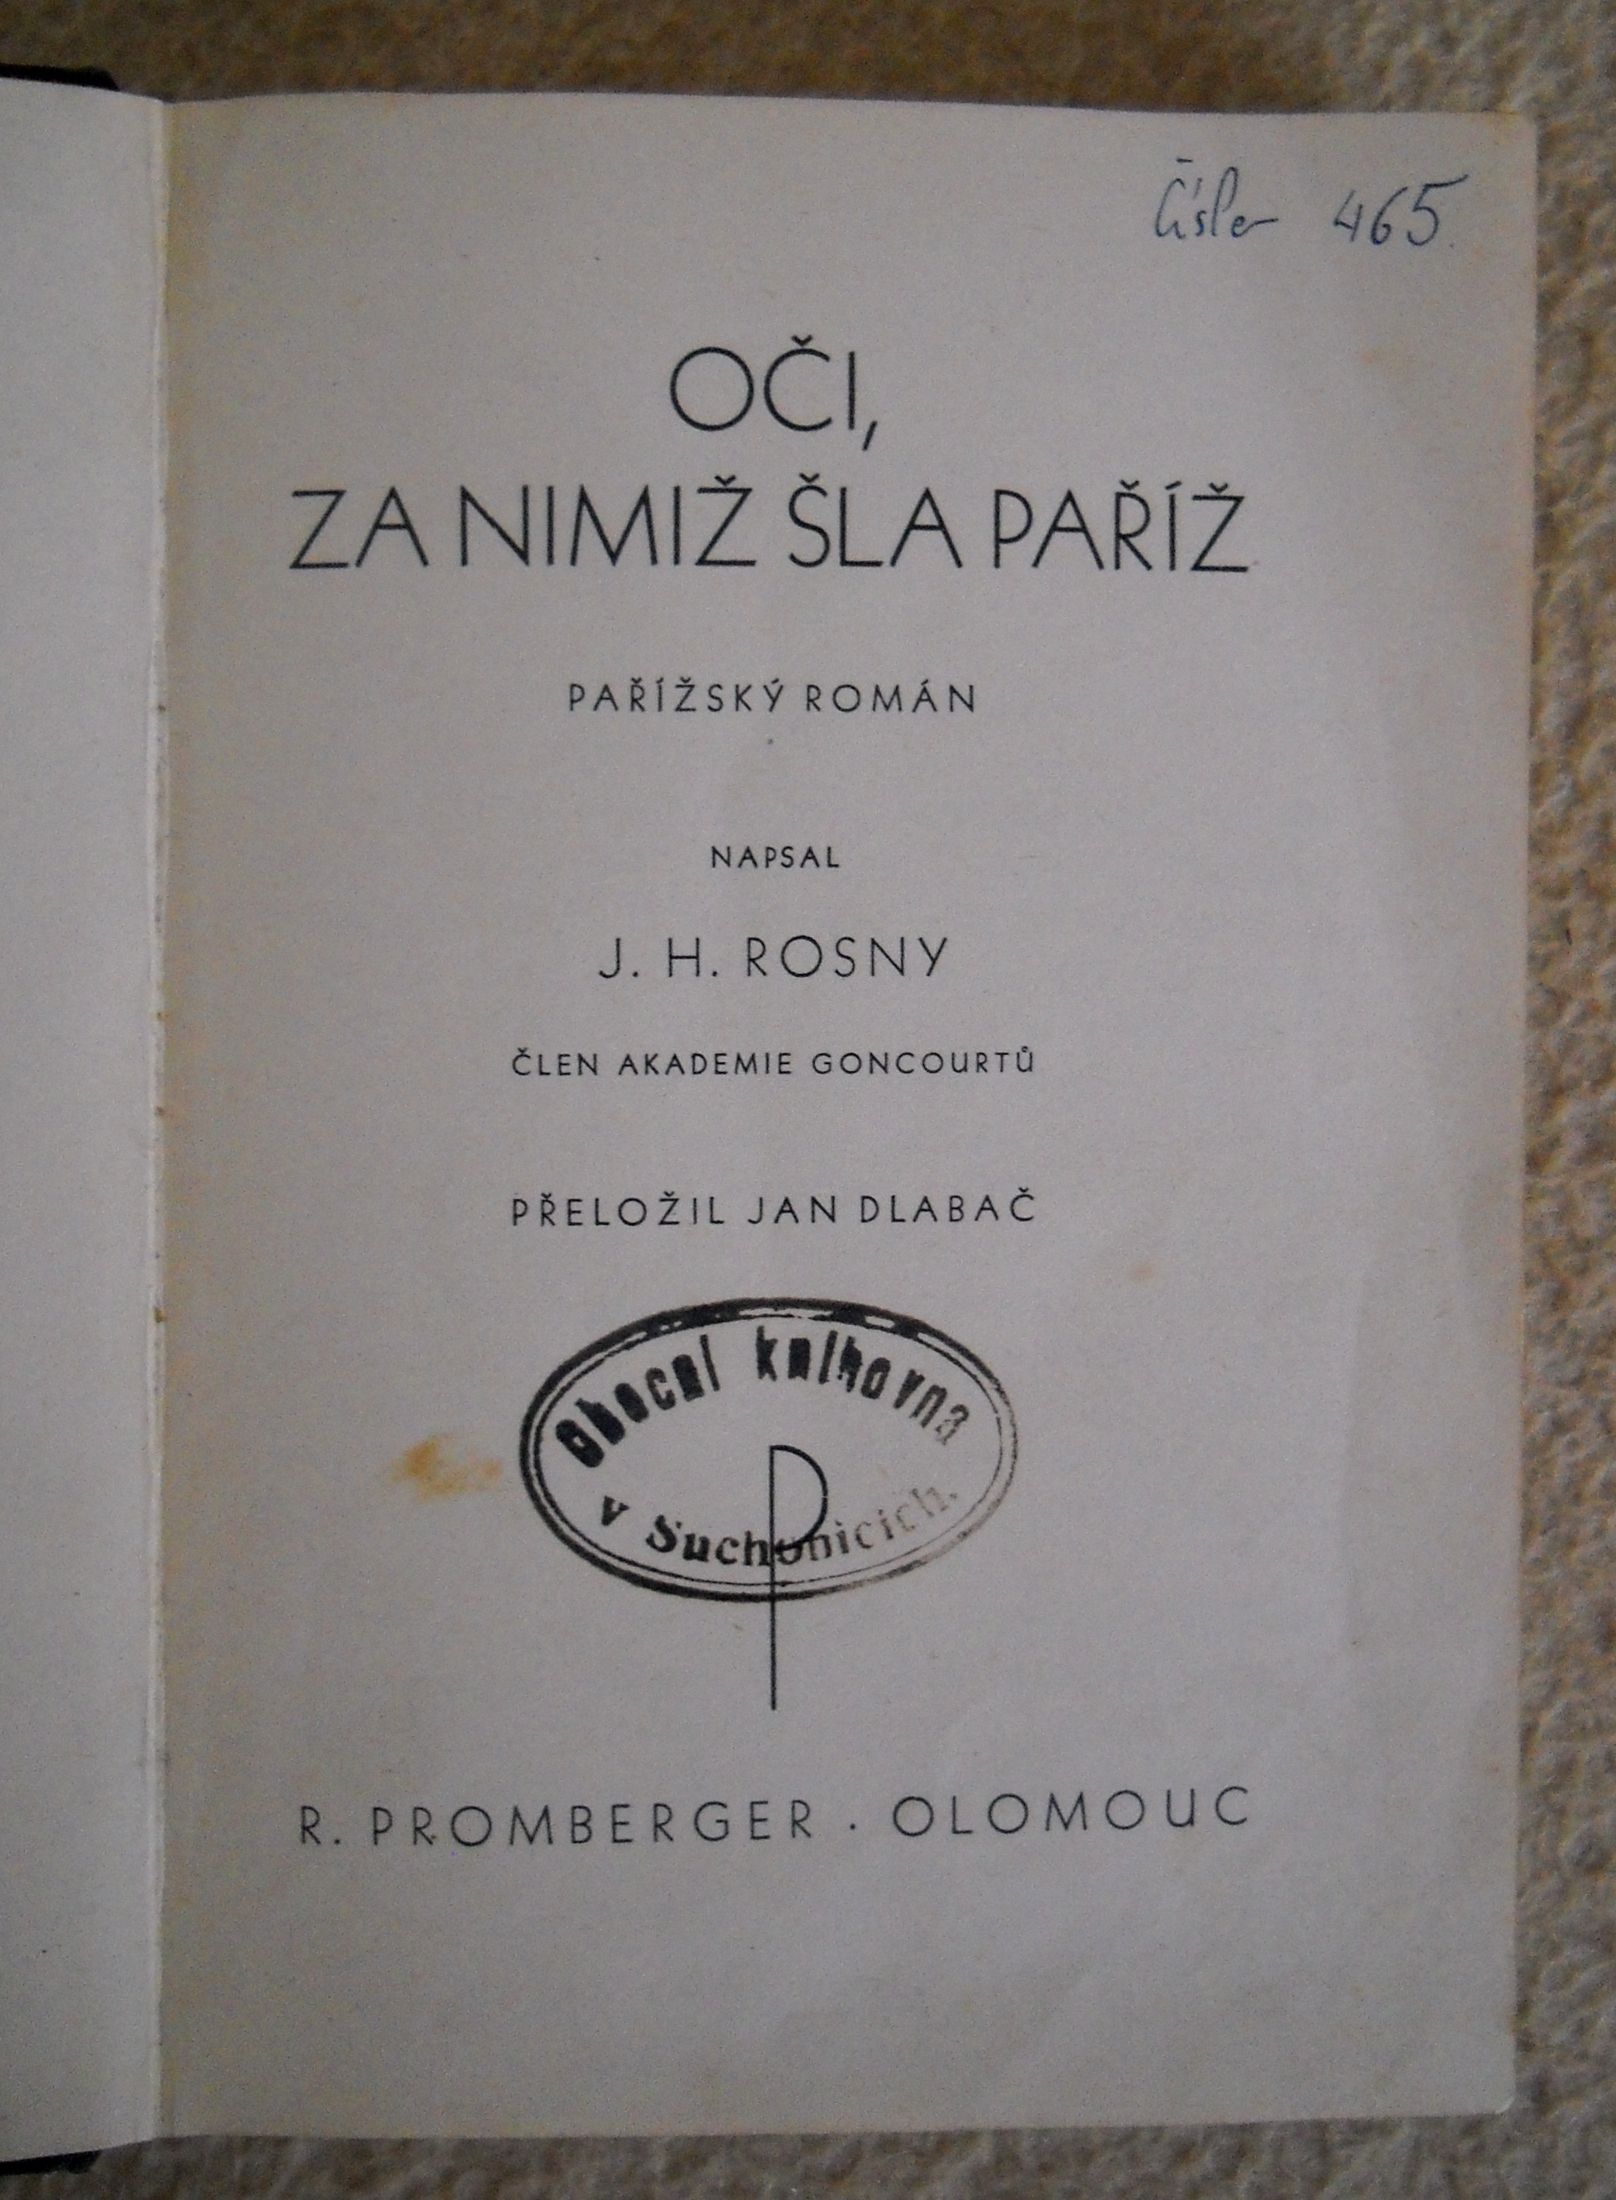 Číslo 465.
OČI,
ZA NIMIŽ ŠLA PAŘÍŽ
PAŘÍŽSKÝ ROMÁN
NAPSAL
J. H. ROSNY
ČLEN AKADEMIE GONCOURTŮ
PŘELOŽIL JAN DLABAČ
Obecní knihovna
v Suchonicích.
P
R. PROMBERGER · OLOMOUC